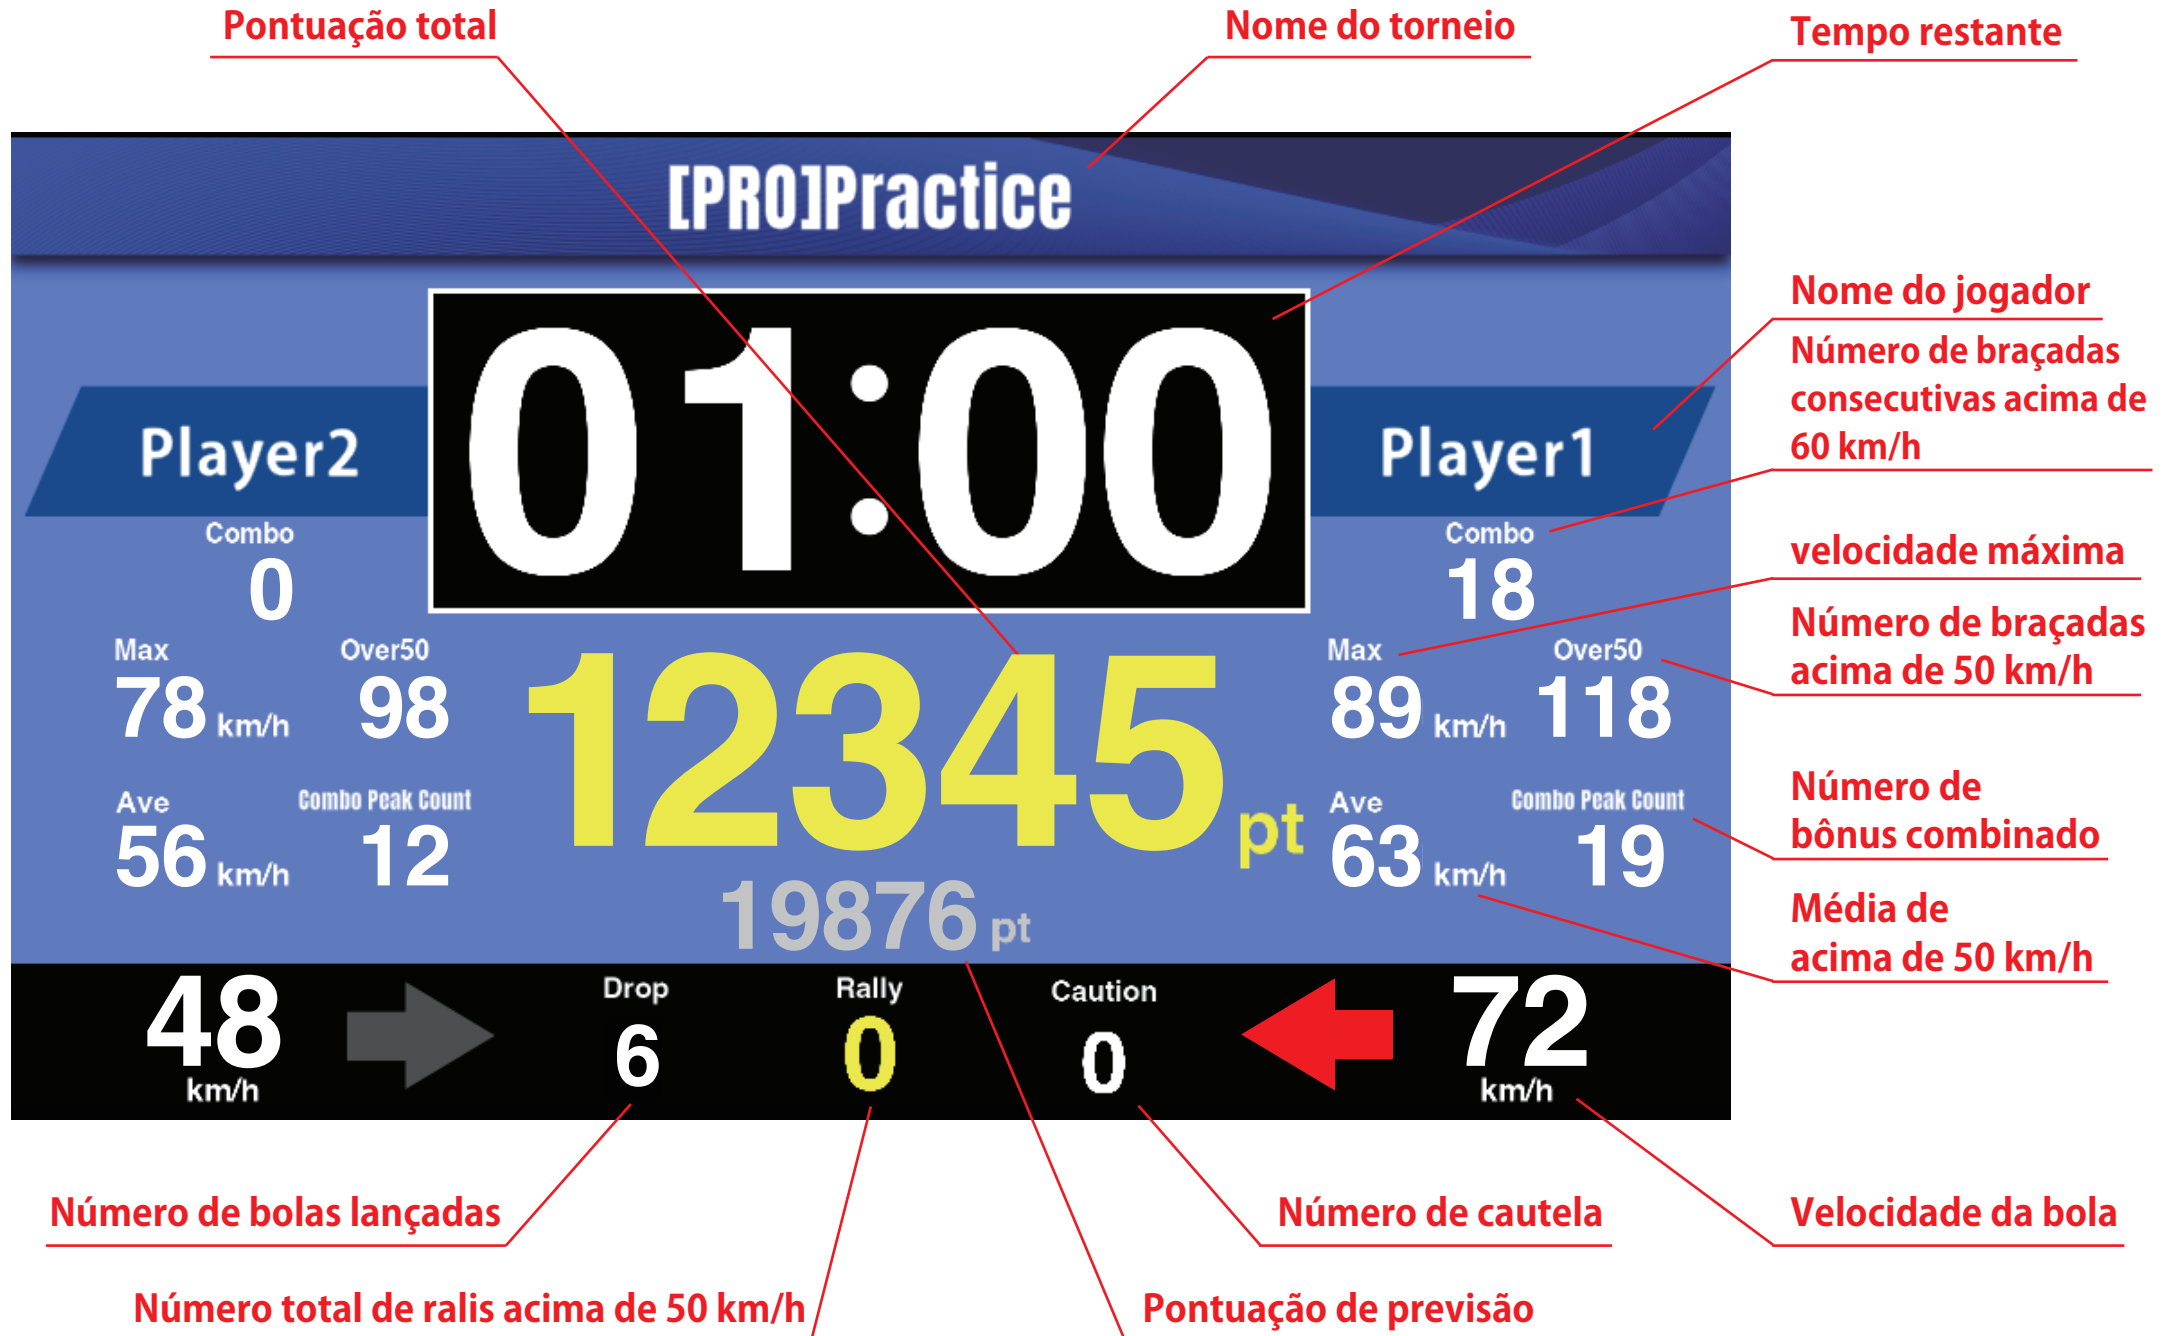 Pontuação total
Nome do torneio
Tempo restante
[PRO]Practice
01:00
Nome do jogador
Número de braçadas
consecutivas acima de
60 km/h
Player2
Player1
Combo
0
Combo
18
velocidade máxima
Max
78 km/h
Over50
98
12345 pt
Max
89 km/h
Over50
118
Número de braçadas
acima de 50 km/h
Ave
56 km/h
Combo Peak Count
12
Ave
63 km/h
Combo Peak Count
19
Número de
bônus combinado
19876 pt
Média de
acima de 50 km/h
48
km/h
Drop
6
Rally
0
Caution
0
72
km/h
Número de bolas lançadas
Número de cautela
Velocidade da bola
Número total de ralis acima de 50 km/h
Pontuação de previsão